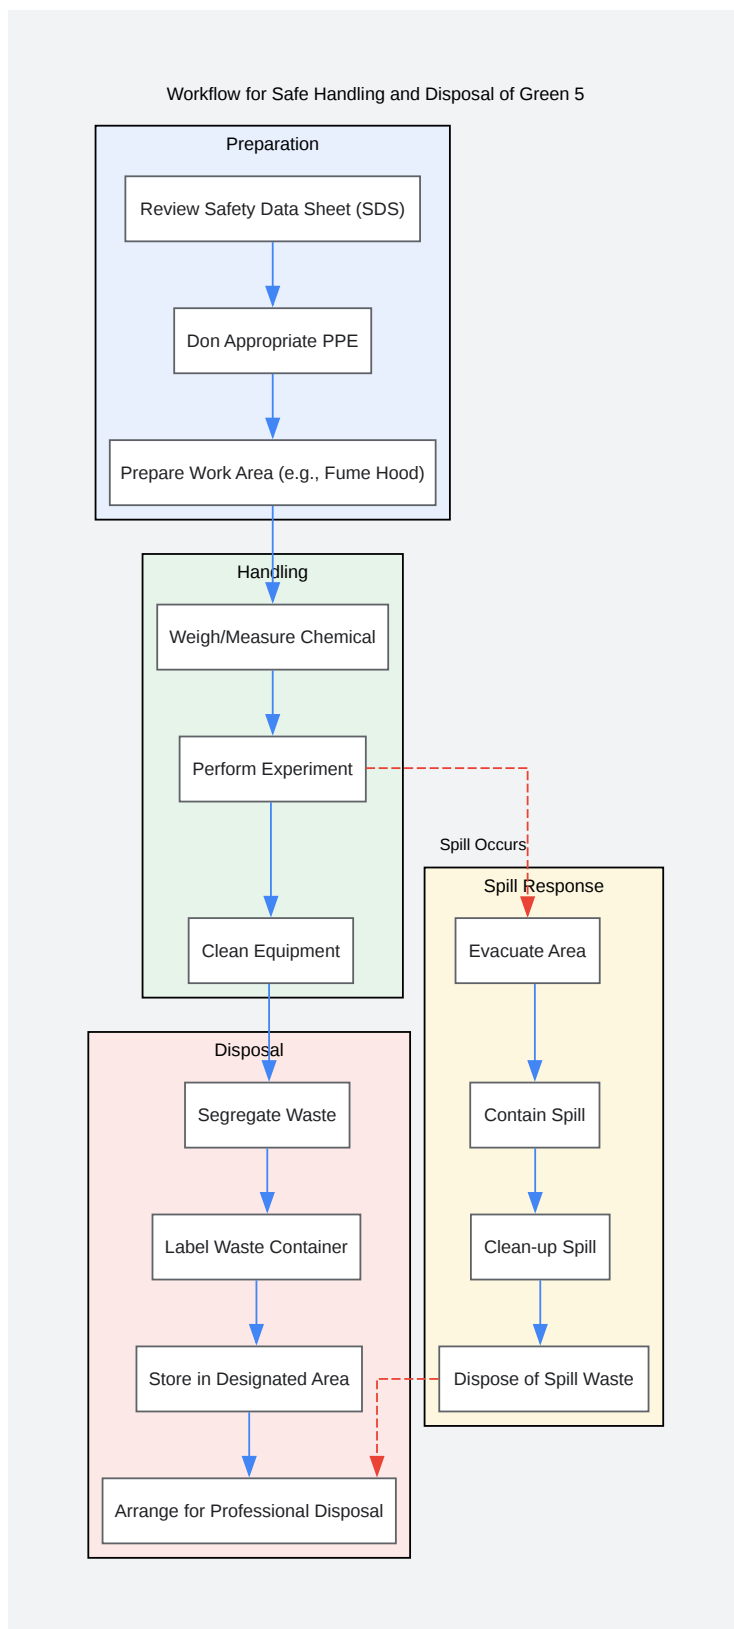 Workflow for Safe Handling and Disposal of Green 5
Preparation
Review Safety Data Sheet (SDS)
Don Appropriate PPE
Prepare Work Area (e.g., Fume Hood)
Handling
Weigh/Measure Chemical
Perform Experiment
Clean Equipment
Spill Occurs
Spill Response
Evacuate Area
Contain Spill
Clean-up Spill
Dispose of Spill Waste
Disposal
Segregate Waste
Label Waste Container
Store in Designated Area
Arrange for Professional Disposal